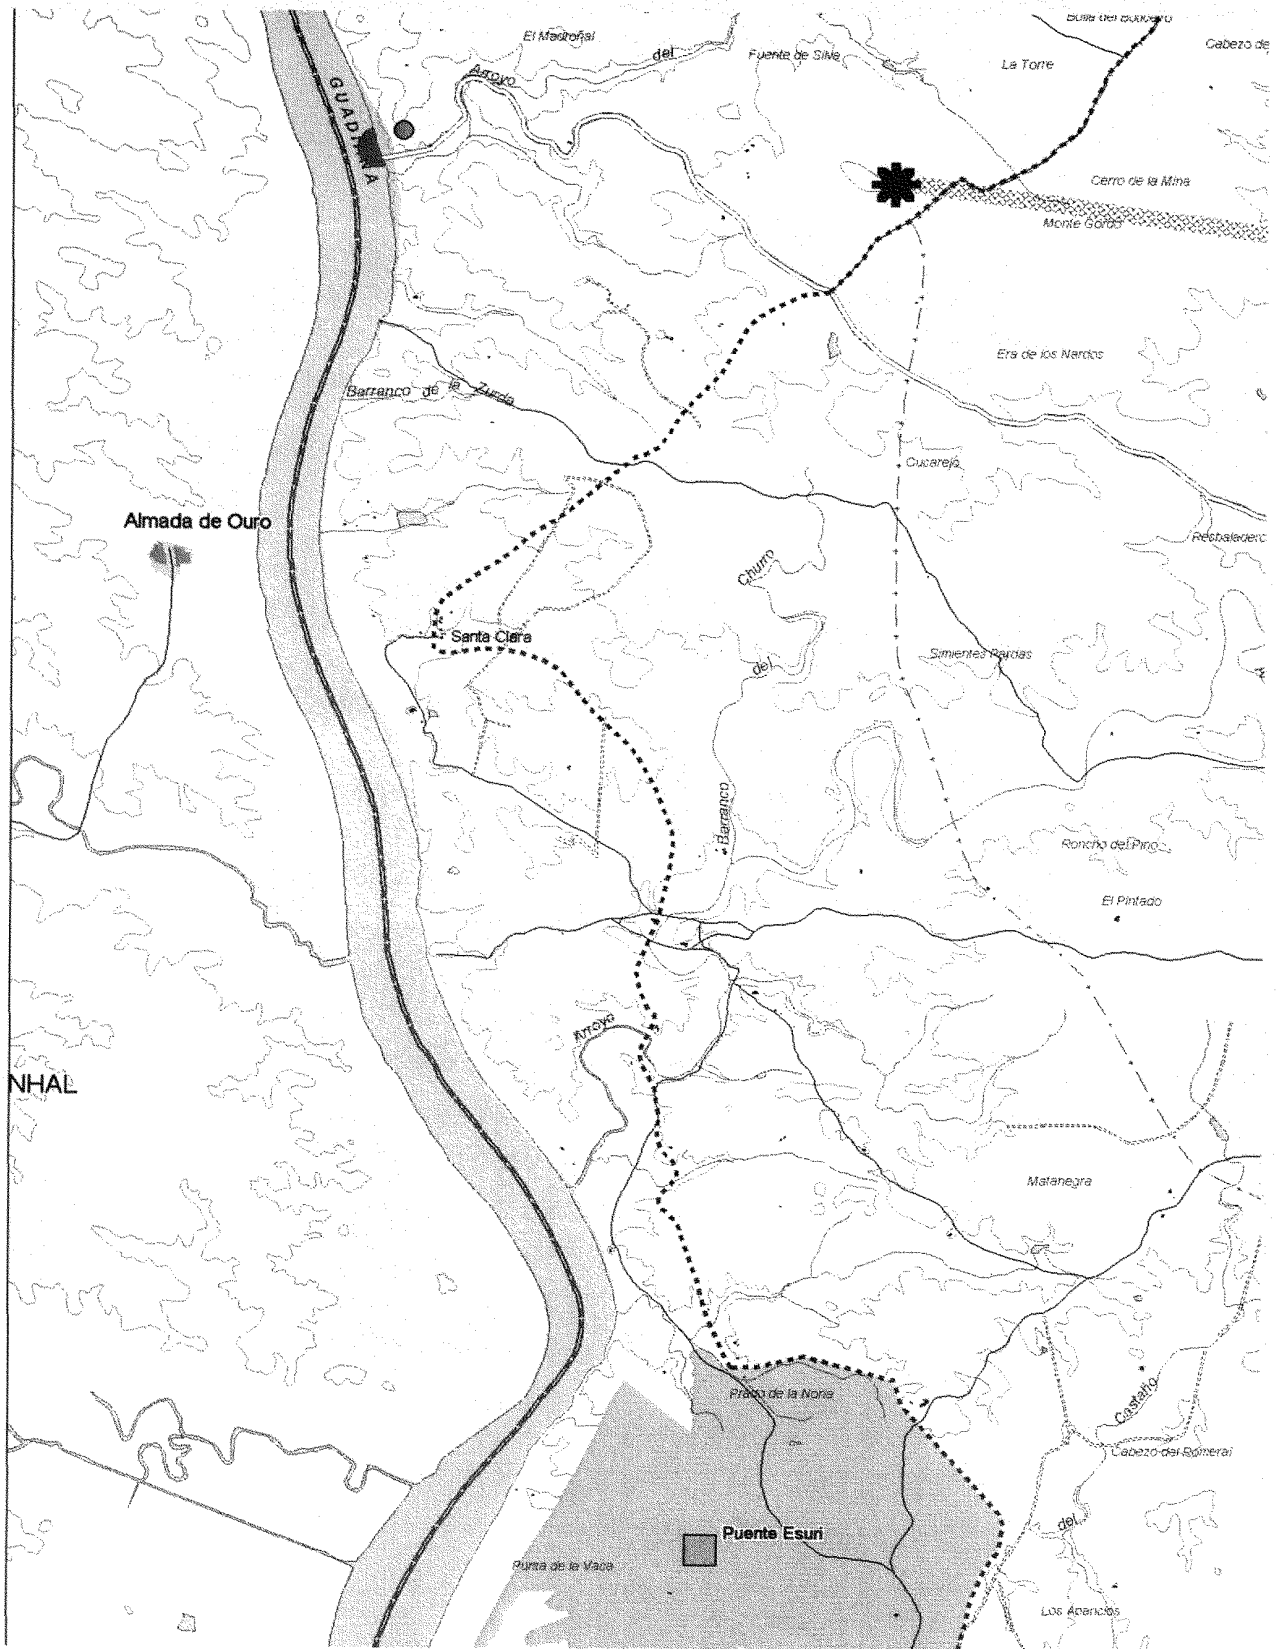 El Madroñal
del
Fuente de Silva
La Torre
Cabezo de
Arroyo
GUADIANA
Cerro de la Mina
Monte Gordo
Era de los Nardos
Barranco de la Zurda
Cucarejo
Almada de Ouro
Churro
Santa Clara
del
Simientes Pardas
Barranco
Roncho del Pino
El Pintado
Arroyo
NHAL
Matanegra
Prado de la Noria
Castaño
Cabezo del Romeral
Puente Esuri
del
Punta de la Vaca
Los Aparicios